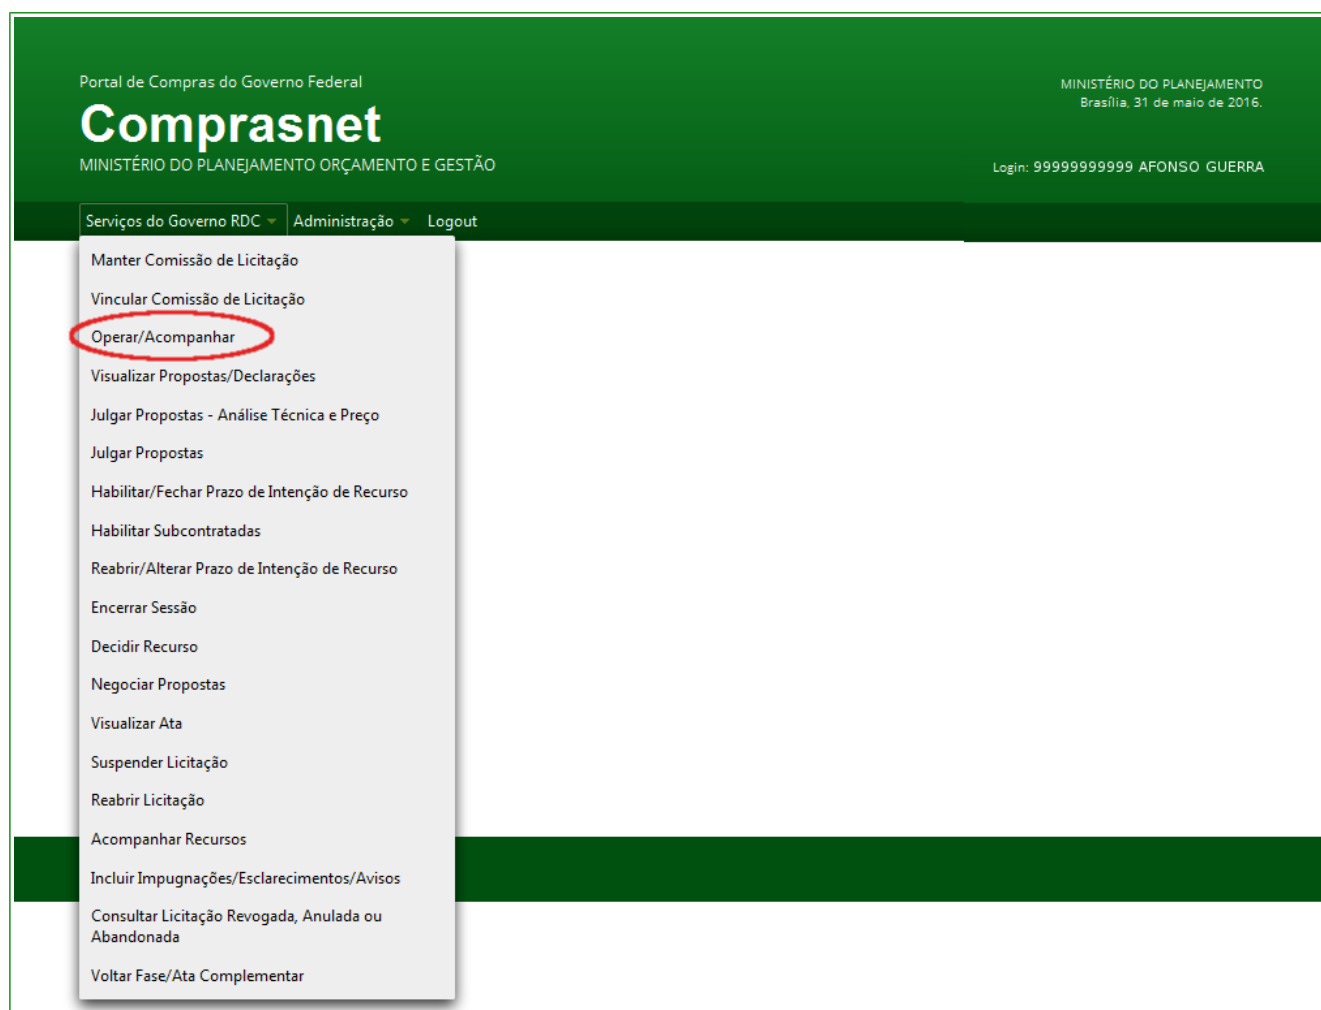 Portal de Compras do Governo Federal
Comprasnet
MINISTÉRIO DO PLANEJAMENTO ORÇAMENTO E GESTÃO
MINISTÉRIO DO PLANEJAMENTO
Brasília, 31 de maio de 2016.
Login: 99999999999 AFONSO GUERRA
Serviços do Governo RDC Administração Logout
Manter Comissão de Licitação
Vincular Comissão de Licitação
Operar/Acompanhar
Visualizar Propostas/Declarações
Julgar Propostas - Análise Técnica e Preço
Julgar Propostas
Habilitar/Fechar Prazo de Intenção de Recurso
Habilitar Subcontratadas
Reabrir/Alterar Prazo de Intenção de Recurso
Encerrar Sessão
Decidir Recurso
Negociar Propostas
Visualizar Ata
Suspender Licitação
Reabrir Licitação
Acompanhar Recursos
Incluir Impugnações/Esclarecimentos/Avisos
Consultar Licitação Revogada, Anulada ou
Abandonada
Voltar Fase/Ata Complementar